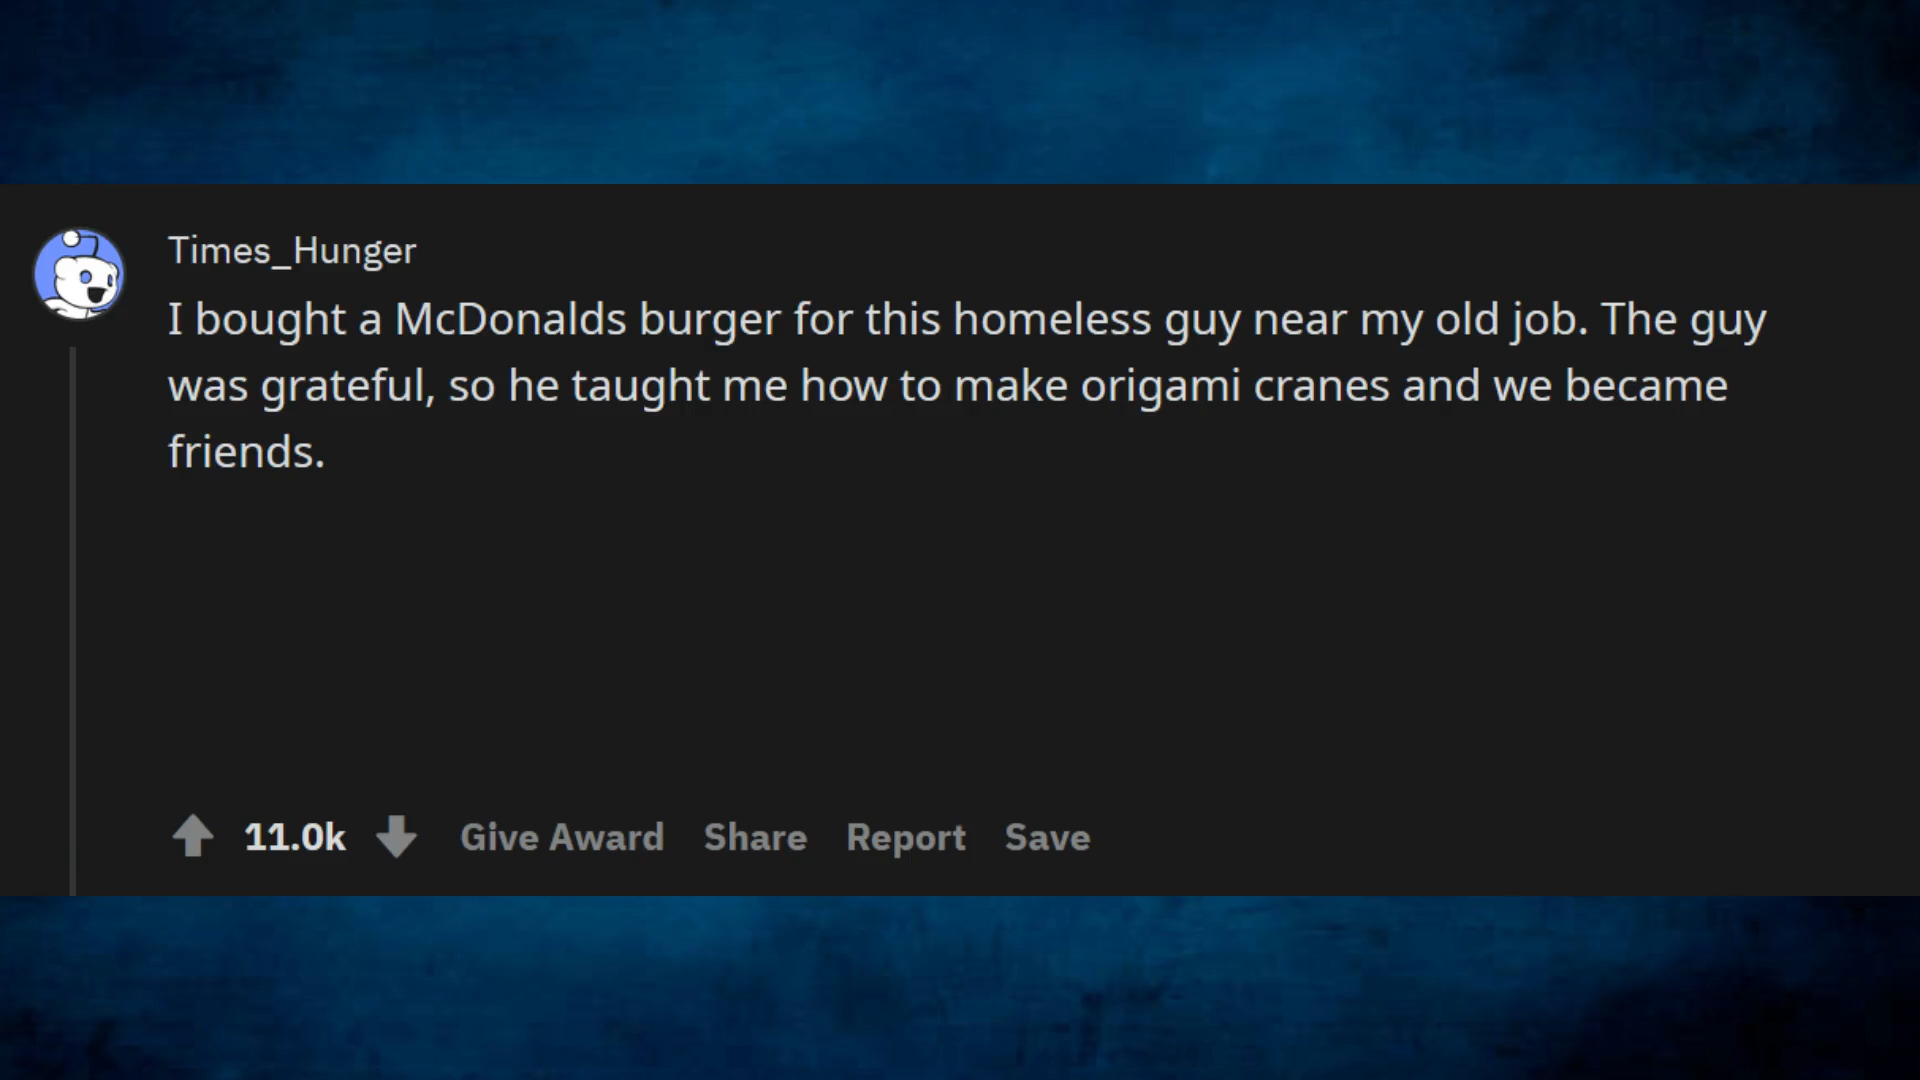 Times_Hunger
I bought a McDonalds burger for this homeless guy near my old job. The guy
was grateful, so he taught me how to make origami cranes and we became
friends.
11.0k Give Award Share Report Save